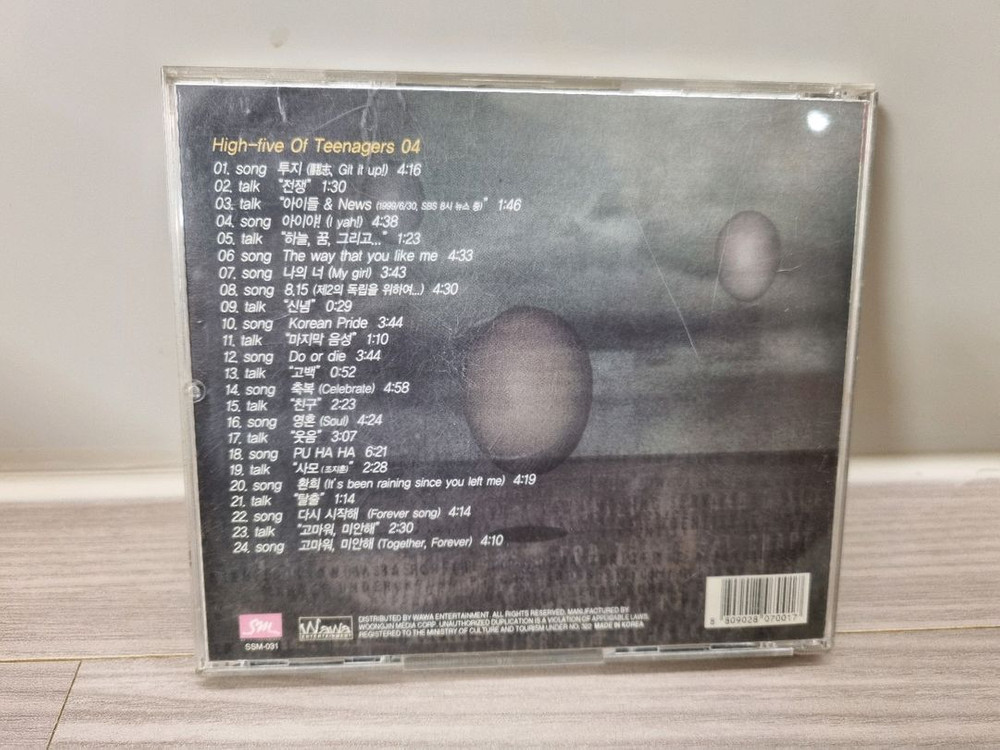 High-five Of Teenagers 04
01. song 투지 (鬪志, Git it up!) 4:16
02. talk "전쟁" 1:30
03. talk "아이들 & News (1999/6/30, SBS 8시 뉴스 중)" 1:46
04. song 아이야! (I yah!) 4:38
05. talk "하늘, 꿈, 그리고..." 1:23
06 song The way that you like me 4:33
07. song 나의 너 (My girl) 3:43
08. song 8.15 (제2의 독립을 위하여...) 4:30
09. talk "신념" 0:29
10. song Korean Pride 3:44
11. talk "마지막 음성" 1:10
12. song Do or die 3:44
13. talk "고백" 0:52
14. song 축복 (Celebrate) 4:58
15. talk "친구" 2:23
16. song 영혼 (Soul) 4:24
17. talk "웃음" 3:07
18. song PU HA HA 6:21
19. talk "사모 (조지훈)" 2:28
20. song 환희 (It's been raining since you left me) 4:19
21. talk "탈출" 1:14
22. song 다시 시작해 (Forever song) 4:14
23. talk "고마워, 미안해" 2:30
24. song 고마워, 미안해 (Together, Forever) 4:10
SM
SSM-031
Wawa
ENTERTAINMENT
DISTRIBUTED BY WAWA ENTERTAINMENT. ALL RIGHTS RESERVED. MANUFACTURED BY
WOONGJIN MEDIA CORP. UNAUTHORIZED DUPLICATION IS A VIOLATION OF APPLICABLE LAWS.
REGISTERED TO THE MINISTRY OF CULTURE AND TOURISM UNDER NO. MADE IN KOREA
8 809028 070017